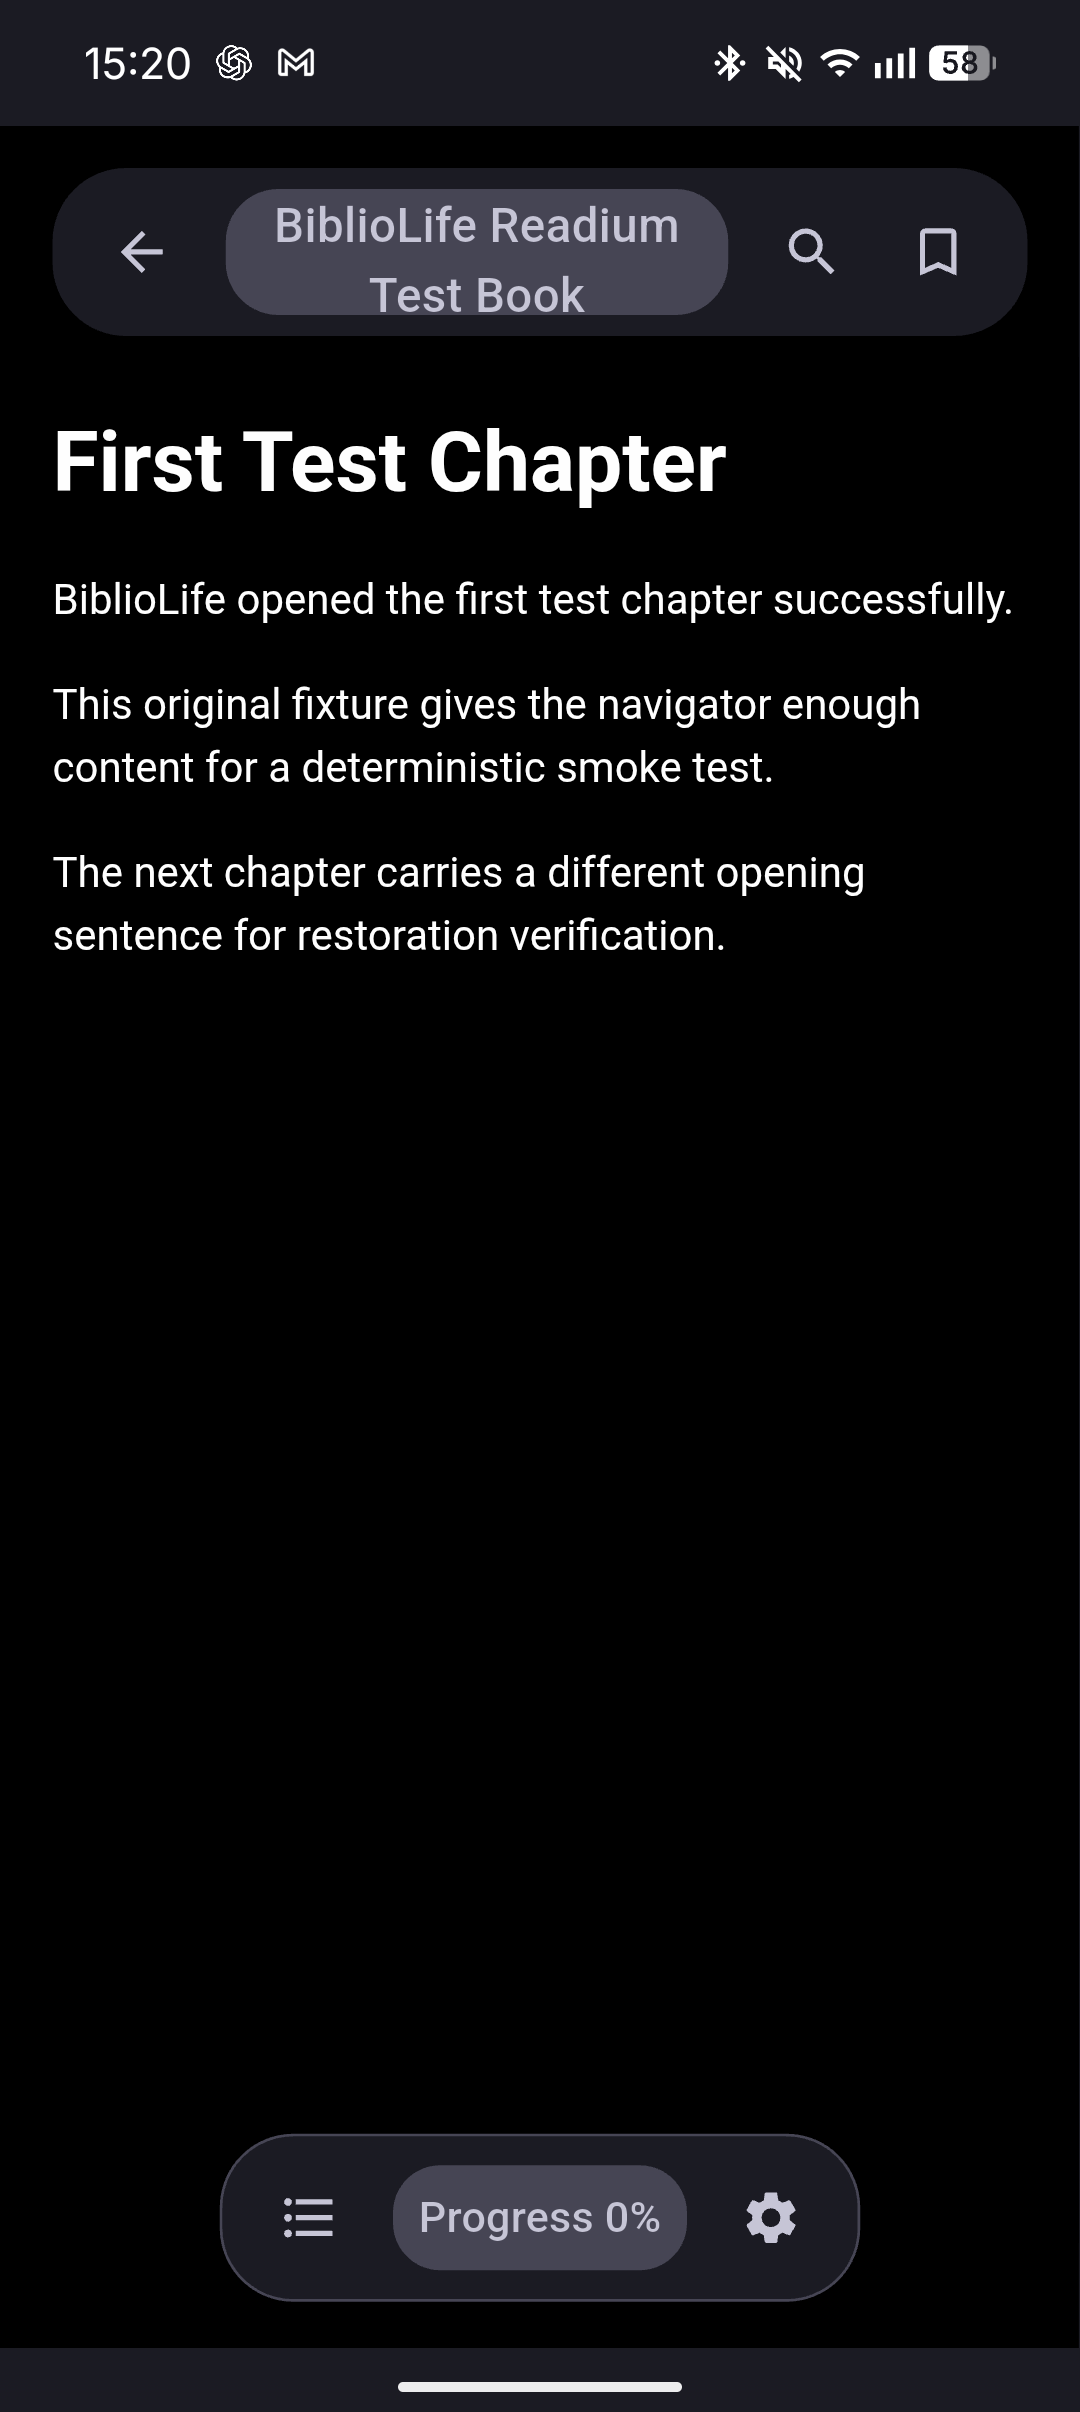 15:20
58
BiblioLife Readium
Test Book
First Test Chapter
BiblioLife opened the first test chapter successfully.
This original fixture gives the navigator enough
content for a deterministic smoke test.
The next chapter carries a different opening
sentence for restoration verification.
Progress 0%